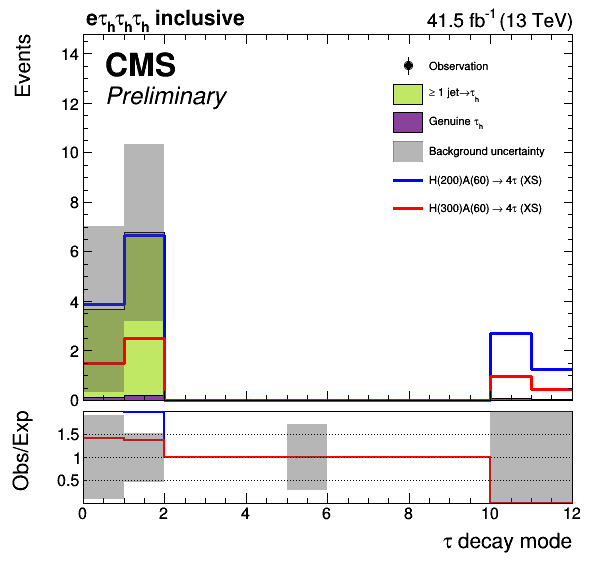 eτhτhτh inclusive
41.5 fb-1 (13 TeV)
Events
CMS
Preliminary
Observation
≥ 1 jet→τh
Genuine τh
Background uncertainty
H(200)A(60) → 4τ (XS)
H(300)A(60) → 4τ (XS)
14
12
10
8
6
4
2
0
Obs/Exp
1.5
1
0.5
0 2 4 6 8 10 12
τ decay mode